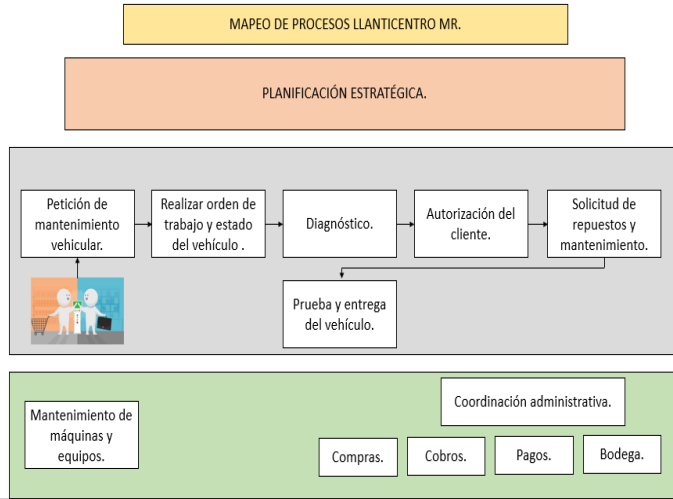 MAPEO DE PROCESOS LLANTICENTRO MR.
PLANIFICACIÓN ESTRATÉGICA.
Petición de
mantenimiento
vehicular.
Realizar orden de
trabajo y estado
del vehículo .
Diagnóstico.
Autorización del
cliente.
Solicitud de
repuestos y
mantenimiento.
Prueba y entrega
del vehículo.
Mantenimiento de
máquinas y
equipos.
Coordinación administrativa.
Compras.
Cobros.
Pagos.
Bodega.